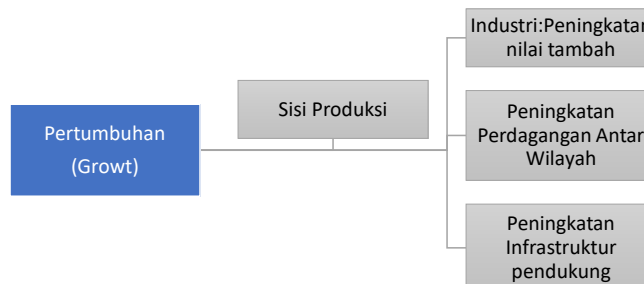 Pertumbuhan
(Growt)
Sisi Produksi
Industri:Peningkatan
nilai tambah
Peningkatan
Perdagangan Antar
Wilayah
Peningkatan
Infrastruktur
pendukung